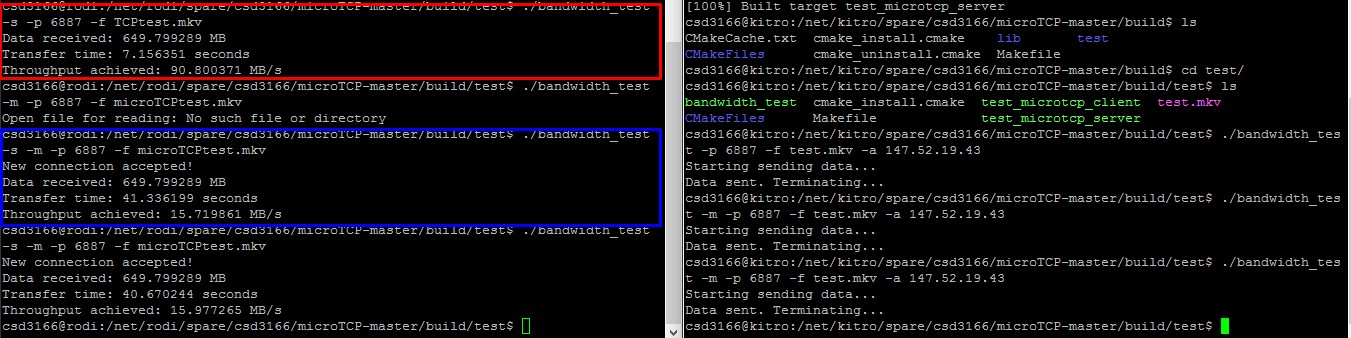 csd3166@rodi:/net/rodi/spare/csd3166/microTCP-master/build/test$ ./bandwidth_test
-s -p 6887 -f TCPtest.mkv
Data received: 649.799289 MB
Transfer time: 7.156351 seconds
Throughput achieved: 90.800371 MB/s
csd3166@rodi:/net/rodi/spare/csd3166/microTCP-master/build/test$ ./bandwidth_test
-m -p 6887 -f microTCPtest.mkv
Open file for reading: No such file or directory
csd3166@rodi:/net/rodi/spare/csd3166/microTCP-master/build/test$ ./bandwidth_test
-s -m -p 6887 -f microTCPtest.mkv
New connection accepted!
Data received: 649.799289 MB
Transfer time: 41.336199 seconds
Throughput achieved: 15.719861 MB/s
csd3166@rodi:/net/rodi/spare/csd3166/microTCP-master/build/test$ ./bandwidth_test
-s -m -p 6887 -f microTCPtest.mkv
New connection accepted!
Data received: 649.799289 MB
Transfer time: 40.670244 seconds
Throughput achieved: 15.977265 MB/s
csd3166@rodi:/net/rodi/spare/csd3166/microTCP-master/build/test$
[100%] Built target test_microtcp_server
csd3166@kitro:/net/kitro/spare/csd3166/microTCP-master/build$ ls
CMakeCache.txt cmake_install.cmake lib test
CMakeFiles cmake_uninstall.cmake Makefile
csd3166@kitro:/net/kitro/spare/csd3166/microTCP-master/build$ cd test/
csd3166@kitro:/net/kitro/spare/csd3166/microTCP-master/build/test$ ls
bandwidth_test cmake_install.cmake test_microtcp_client test.mkv
CMakeFiles Makefile test_microtcp_server
csd3166@kitro:/net/kitro/spare/csd3166/microTCP-master/build/test$ ./bandwidth_tes
t -p 6887 -f test.mkv -a 147.52.19.43
Starting sending data...
Data sent. Terminating...
csd3166@kitro:/net/kitro/spare/csd3166/microTCP-master/build/test$ ./bandwidth_tes
t -m -p 6887 -f test.mkv -a 147.52.19.43
Starting sending data...
Data sent. Terminating...
csd3166@kitro:/net/kitro/spare/csd3166/microTCP-master/build/test$ ./bandwidth_tes
t -m -p 6887 -f test.mkv -a 147.52.19.43
Starting sending data...
Data sent. Terminating...
csd3166@kitro:/net/kitro/spare/csd3166/microTCP-master/build/test$